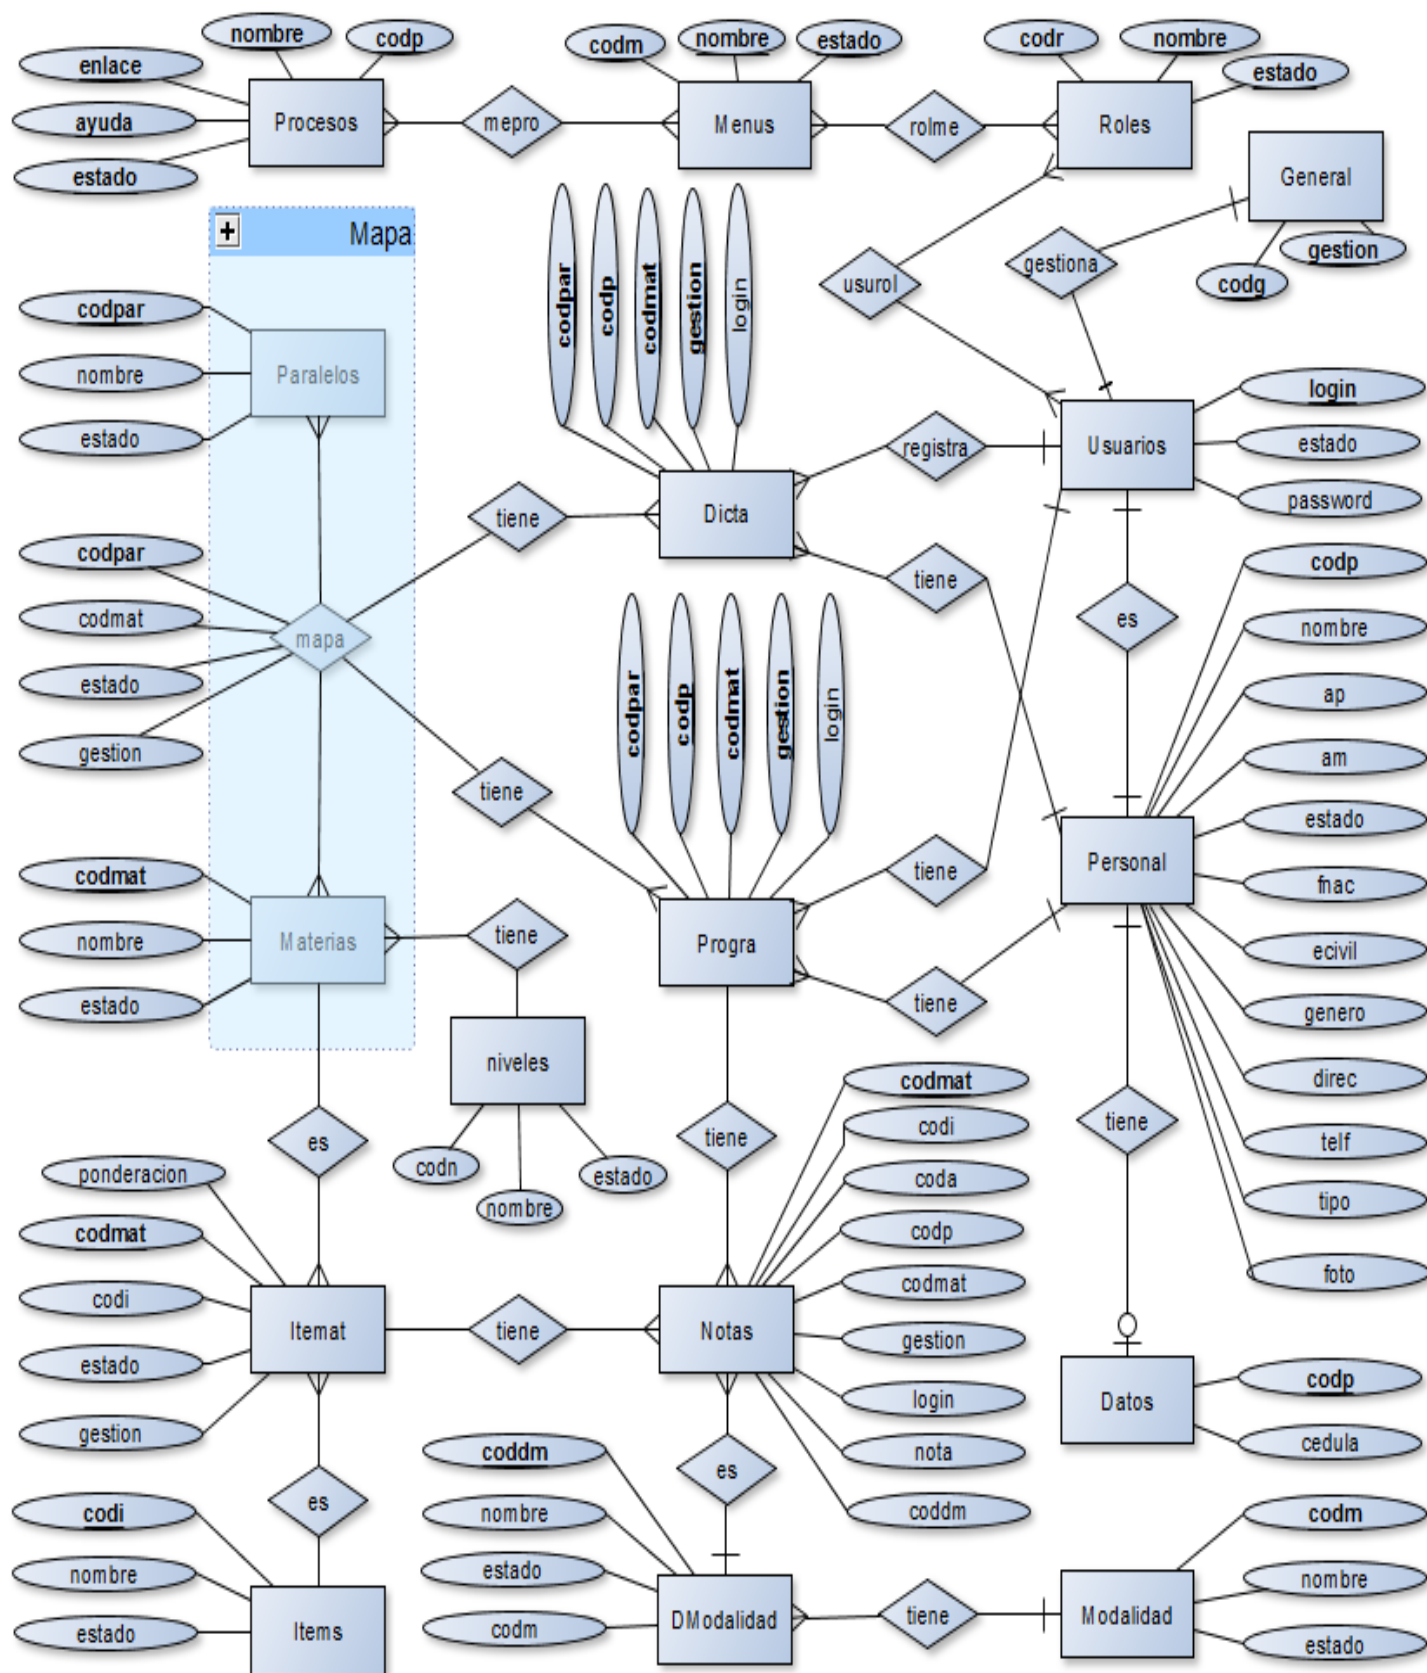 nombre
codp
enlace
ayuda
estado
Procesos
mepro
codm
nombre
estado
Menus
rolme
codr
nombre
estado
Roles
General
gestion
codg
gestiona
usurol
Mapa
codpar
nombre
estado
Paralelos
codpar
codp
codmat
gestion
login
Dicta
tiene
registra
tiene
login
estado
password
Usuarios
es
codpar
codmat
estado
gestion
mapa
tiene
codpar
codp
codmat
gestion
login
Progra
tiene
tiene
codp
nombre
ap
am
estado
fnac
ecivil
genero
direc
telf
tipo
foto
Personal
tiene
codmat
nombre
estado
Materias
tiene
niveles
codn
nombre
estado
es
tiene
ponderacion
codmat
codi
estado
gestion
Itemat
tiene
codmat
codi
coda
codp
codmat
gestion
login
nota
coddm
Notas
codp
cedula
Datos
es
es
codi
nombre
estado
Items
coddm
nombre
estado
codm
DModalidad
tiene
codm
nombre
estado
Modalidad